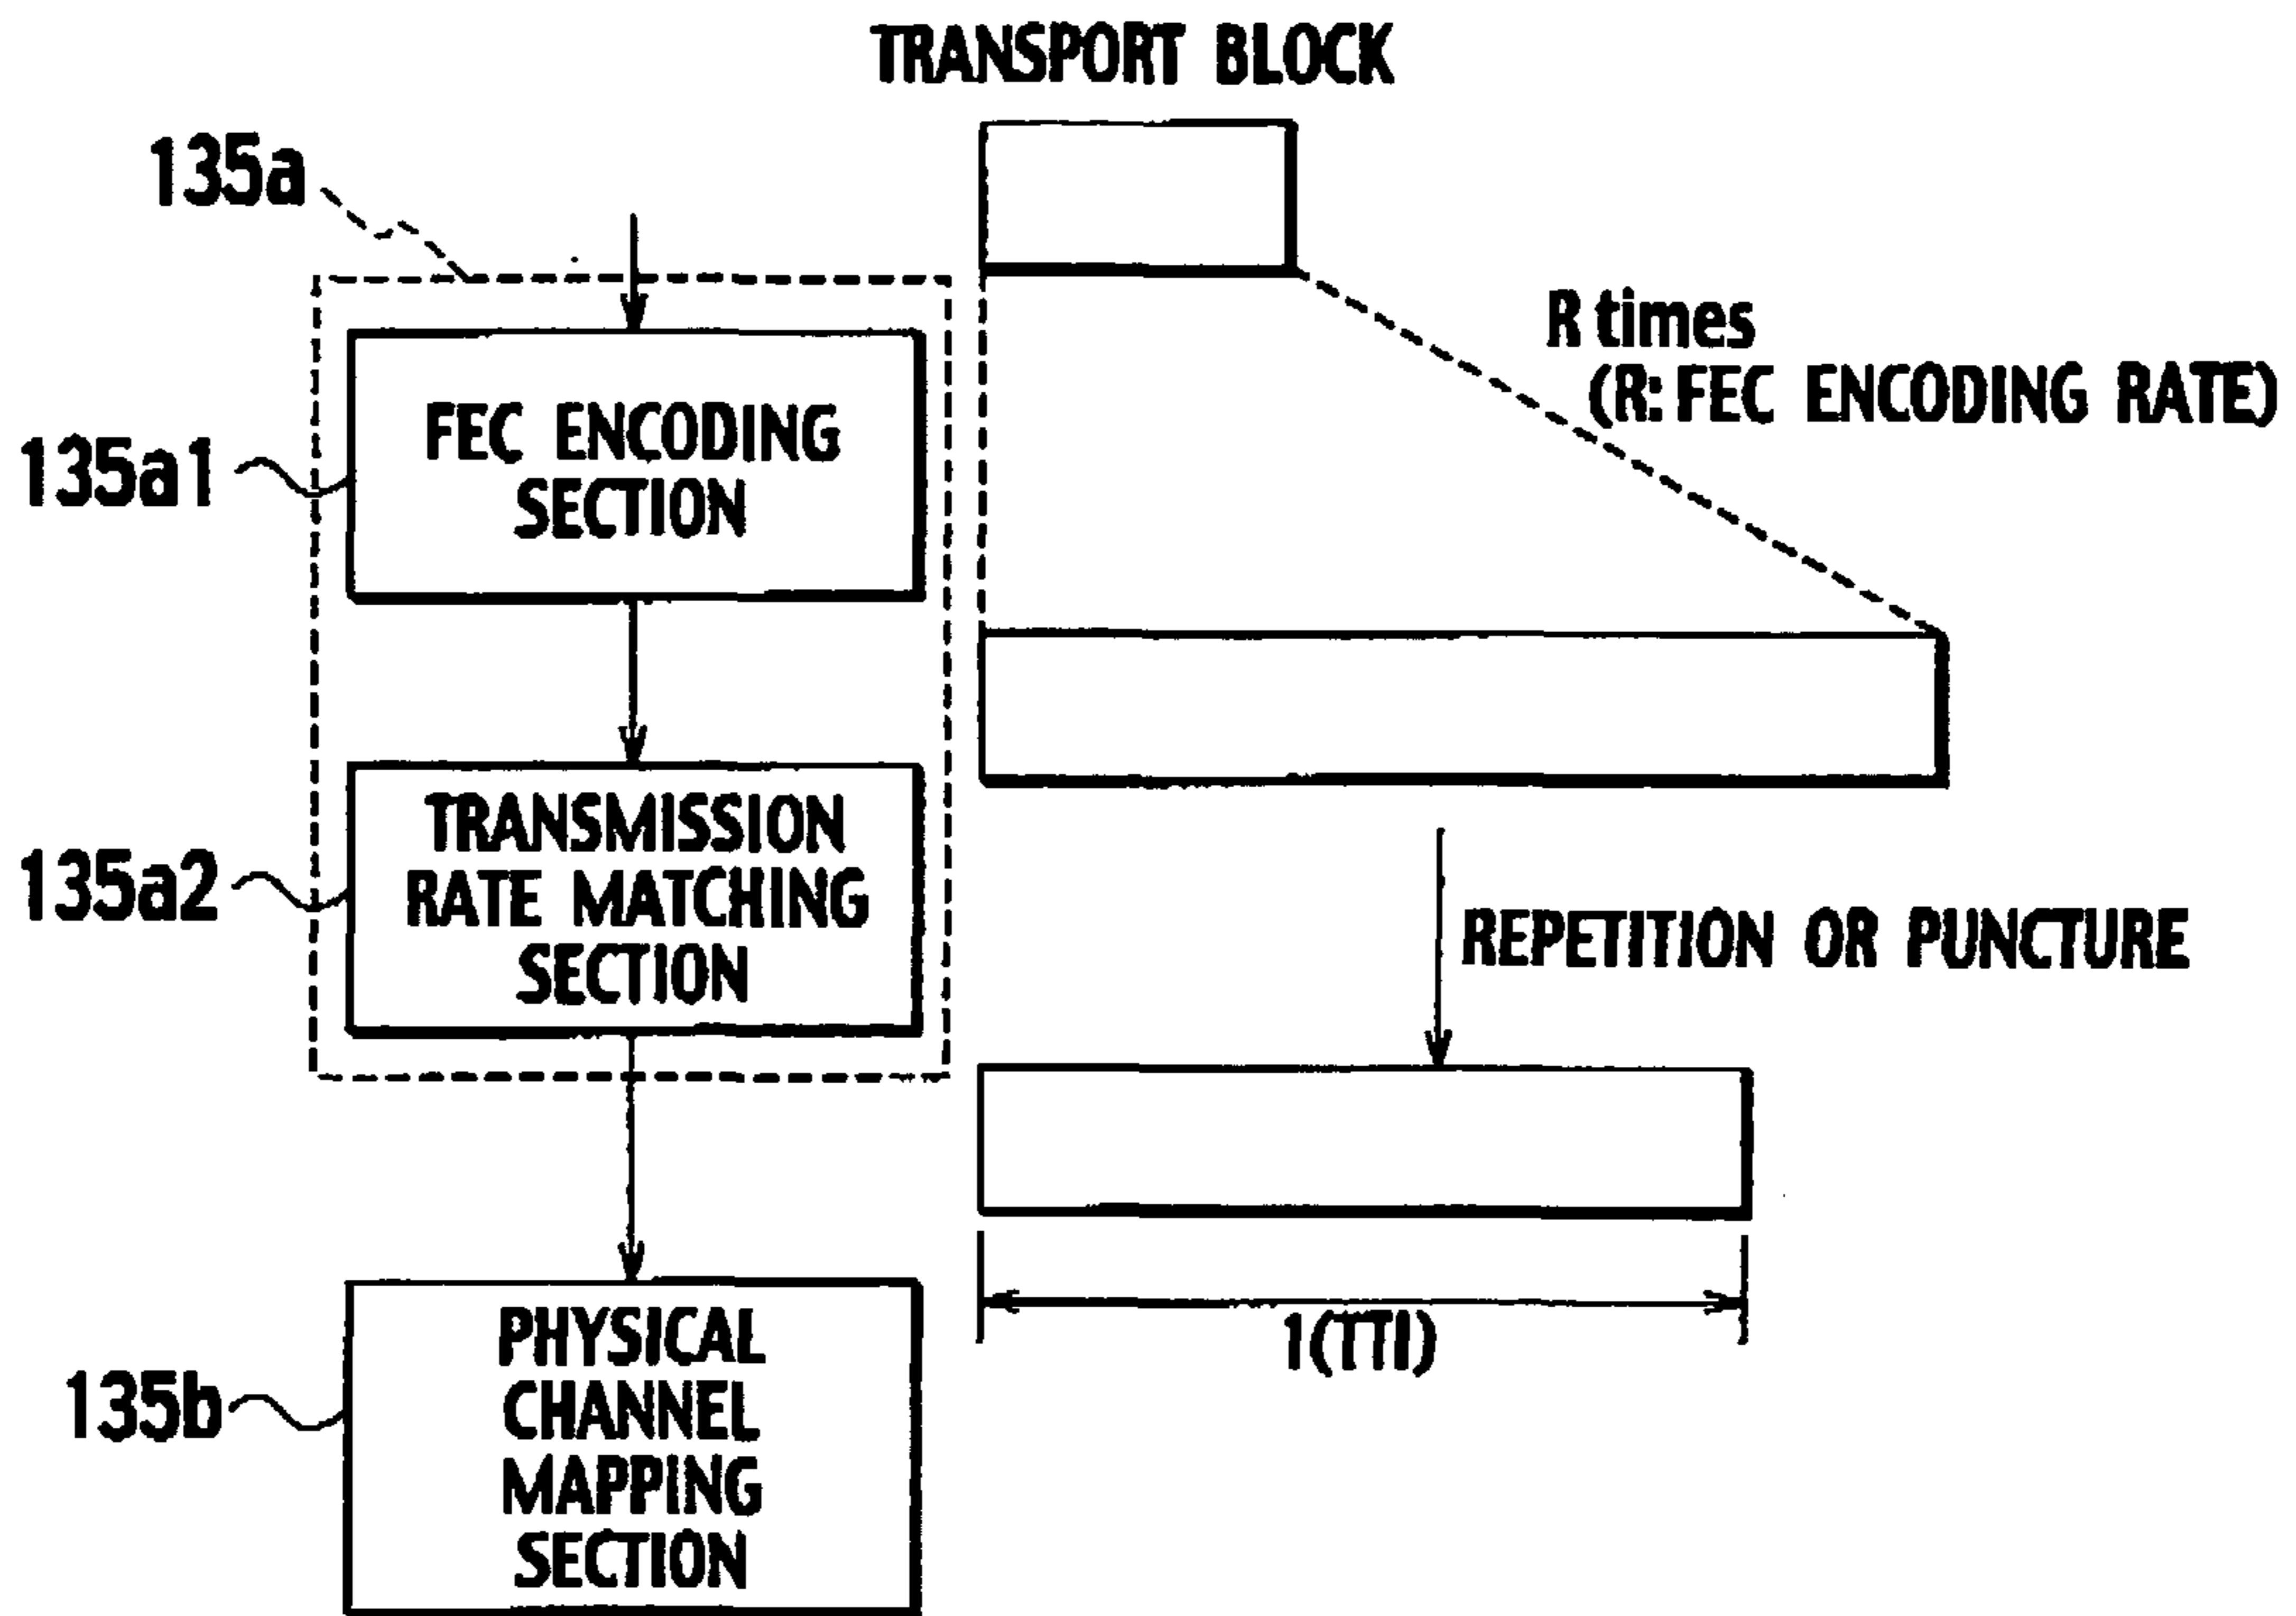 TRANSPORT BLOCK
135a
R times
(R: FEC ENCODING RATE)
135a1
FEC ENCODING
SECTION
135a2
TRANSMISSION
RATE MATCHING
SECTION
REPETITION OR PUNCTURE
1(TTI)
135b
PHYSICAL
CHANNEL
MAPPING
SECTION